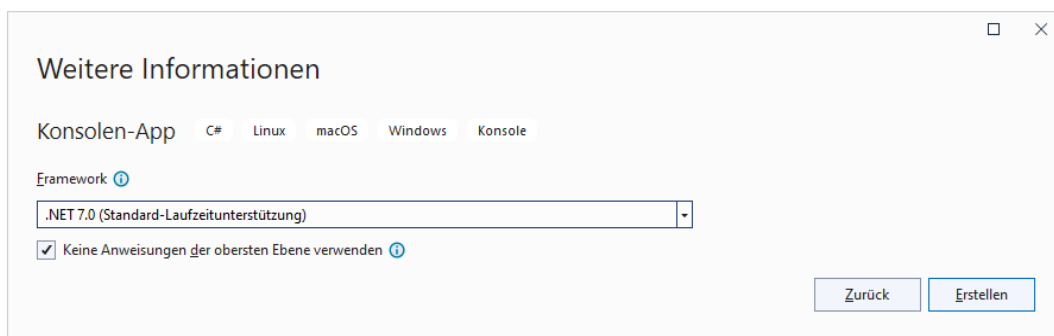 Weitere Informationen
Konsolen-App C# Linux macOS Windows Konsole
Framework
.NET 7.0 (Standard-Laufzeitunterstützung)
Keine Anweisungen der obersten Ebene verwenden
Zurück Erstellen